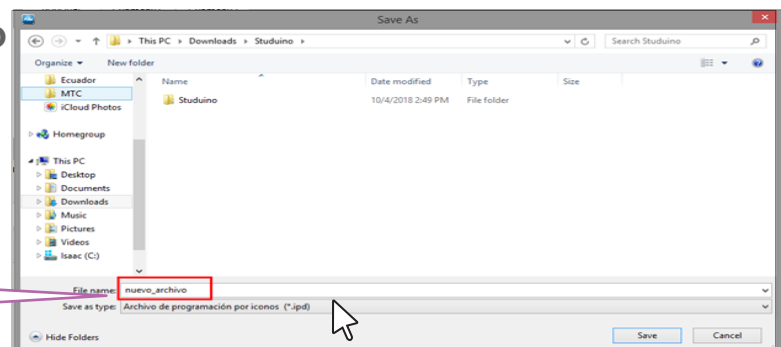 Save As
This PC ▸ Downloads ▸ Studuino ▸
Search Studuino
Organize
New folder
Ecuador
MTC
iCloud Photos
Homegroup
This PC
Desktop
Documents
Downloads
Music
Pictures
Videos
Isaac (C:)
Name Date modified Type Size
Studuino 10/4/2018 2:49 PM File folder
File name: nuevo_archivo
Save as type: Archivo de programación por iconos (*.ipd)
Hide Folders
Save Cancel